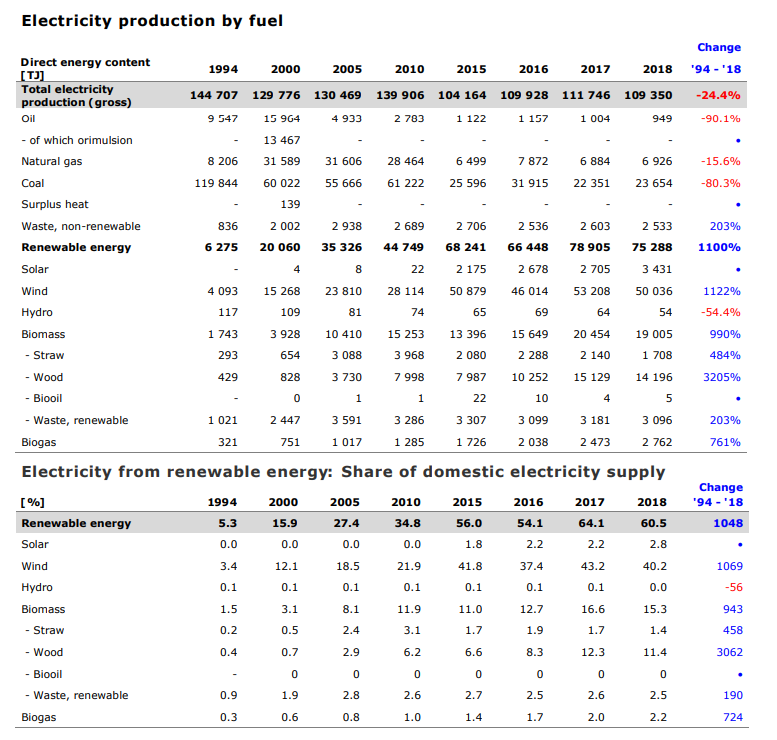 Electricity production by fuel
Change
Direct energy content
[TJ] 1994 2000 2005 2010 2015 2016 2017 2018 '94 - '18
Total electricity
production (gross) 144 707 129 776 130 469 139 906 104 164 109 928 111 746 109 350 -24.4%
Oil 9 547 15 964 4 933 2 783 1 122 1 157 1 004 949 -90.1%
- of which orimulsion - 13 467 - - - - - - •
Natural gas 8 206 31 589 31 606 28 464 6 499 7 872 6 884 6 926 -15.6%
Coal 119 844 60 022 55 666 61 222 25 596 31 915 22 351 23 654 -80.3%
Surplus heat - 139 - - - - - - •
Waste, non-renewable 836 2 002 2 938 2 689 2 706 2 536 2 603 2 533 203%
Renewable energy 6 275 20 060 35 326 44 749 68 241 66 448 78 905 75 288 1100%
Solar - 4 8 22 2 175 2 678 2 705 3 431 •
Wind 4 093 15 268 23 810 28 114 50 879 46 014 53 208 50 036 1122%
Hydro 117 109 81 74 65 69 64 54 -54.4%
Biomass 1 743 3 928 10 410 15 253 13 396 15 649 20 454 19 005 990%
- Straw 293 654 3 088 3 968 2 080 2 288 2 140 1 708 484%
- Wood 429 828 3 730 7 998 7 987 10 252 15 129 14 196 3205%
- Biooil - 0 1 1 22 10 4 5 •
- Waste, renewable 1 021 2 447 3 591 3 286 3 307 3 099 3 181 3 096 203%
Biogas 321 751 1 017 1 285 1 726 2 038 2 473 2 762 761%
Electricity from renewable energy: Share of domestic electricity supply
Change
[%] 1994 2000 2005 2010 2015 2016 2017 2018 '94 - '18
Renewable energy 5.3 15.9 27.4 34.8 56.0 54.1 64.1 60.5 1048
Solar 0.0 0.0 0.0 0.0 1.8 2.2 2.2 2.8 •
Wind 3.4 12.1 18.5 21.9 41.8 37.4 43.2 40.2 1069
Hydro 0.1 0.1 0.1 0.1 0.1 0.1 0.1 0.0 -56
Biomass 1.5 3.1 8.1 11.9 11.0 12.7 16.6 15.3 943
- Straw 0.2 0.5 2.4 3.1 1.7 1.9 1.7 1.4 458
- Wood 0.4 0.7 2.9 6.2 6.6 8.3 12.3 11.4 3062
- Biooil - 0 0 0 0 0 0 0 •
- Waste, renewable 0.9 1.9 2.8 2.6 2.7 2.5 2.6 2.5 190
Biogas 0.3 0.6 0.8 1.0 1.4 1.7 2.0 2.2 724